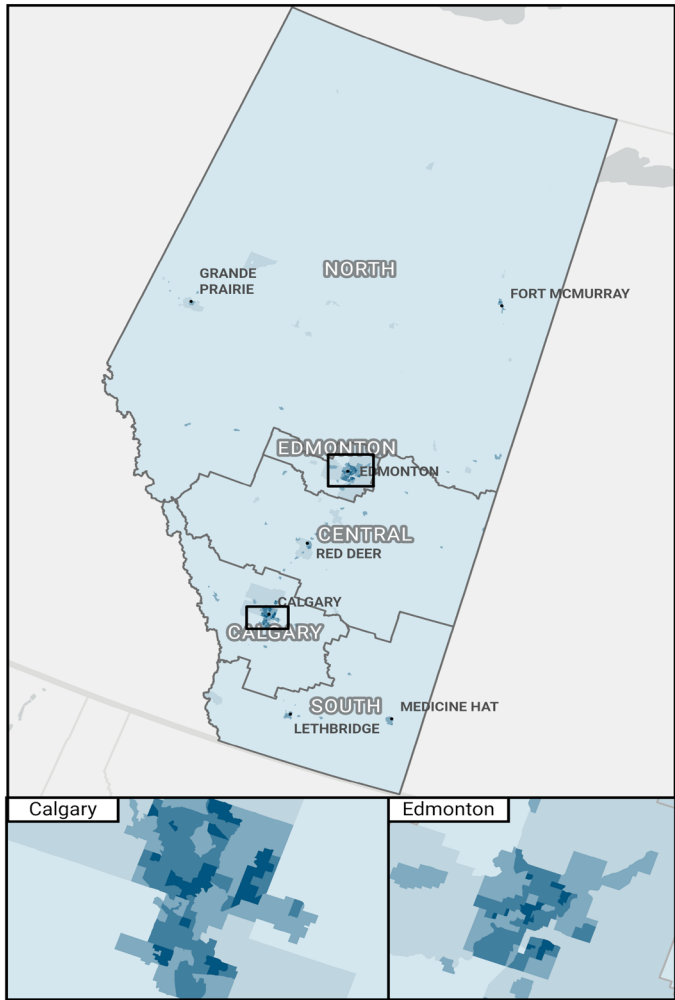 NORTH
GRANDE
PRAIRIE
FORT MCMURRAY
EDMONTON
EDMONTON
CENTRAL
RED DEER
CALGARY
CALGARY
SOUTH
MEDICINE HAT
LETHBRIDGE
Calgary
Edmonton